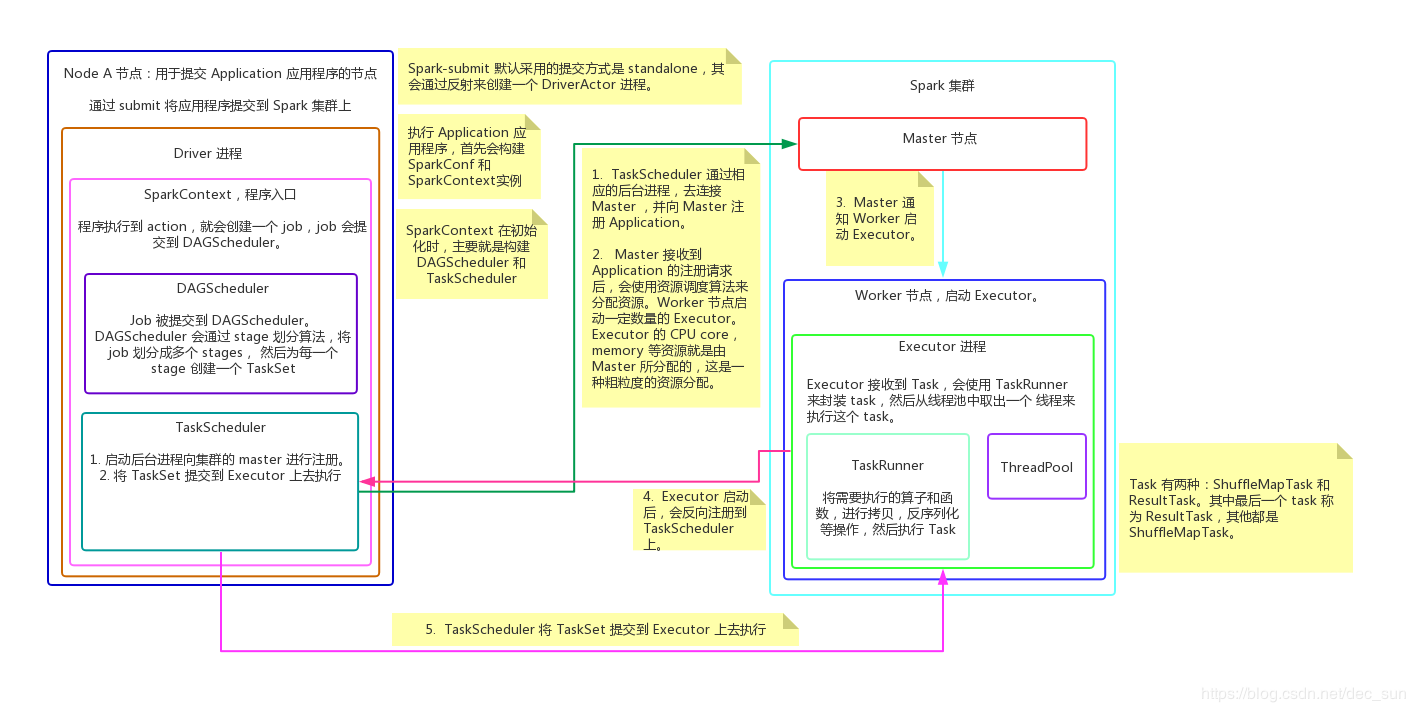 Node A 节点：用于提交 Application 应用程序的节点
通过 submit 将应用程序提交到 Spark 集群上
Driver 进程
SparkContext，程序入口
程序执行到 action，就会创建一个 job，job 会提
交到 DAGScheduler。
DAGScheduler
Job 被提交到 DAGScheduler。
DAGScheduler 会通过 stage 划分算法，将
job 划分成多个 stages， 然后为每一个
stage 创建一个 TaskSet
TaskScheduler
1. 启动后台进程向集群的 master 进行注册。
2. 将 TaskSet 提交到 Executor 上去执行
Spark-submit 默认采用的提交方式是 standalone，其
会通过反射来创建一个 DriverActor 进程。
执行 Application 应
用程序，首先会构建
SparkConf 和
SparkContext实例
SparkContext 在初始
化时，主要就是构建
DAGScheduler 和
TaskScheduler
1. TaskScheduler 通过相
应的后台进程，去连接
Master ，并向 Master 注
册 Application。
2. Master 接收到
Application 的注册请求
后，会使用资源调度算法来
分配资源。Worker 节点启
动一定数量的 Executor。
Executor 的 CPU core，
memory 等资源就是由
Master 所分配的，这是一
种粗粒度的资源分配。
Spark 集群
Master 节点
3. Master 通
知 Worker 启
动 Executor。
Worker 节点，启动 Executor。
Executor 进程
Executor 接收到 Task，会使用 TaskRunner
来封装 task，然后从线程池中取出一个 线程来
执行这个 task。
TaskRunner
将需要执行的算子和函
数，进行拷贝，反序列化
等操作，然后执行 Task
ThreadPool
4. Executor 启动
后，会反向注册到
TaskScheduler
上。
Task 有两种：ShuffleMapTask 和
ResultTask。其中最后一个 task 称
为 ResultTask，其他都是
ShuffleMapTask。
5. TaskScheduler 将 TaskSet 提交到 Executor 上去执行
https://blog.csdn.net/dec_sun